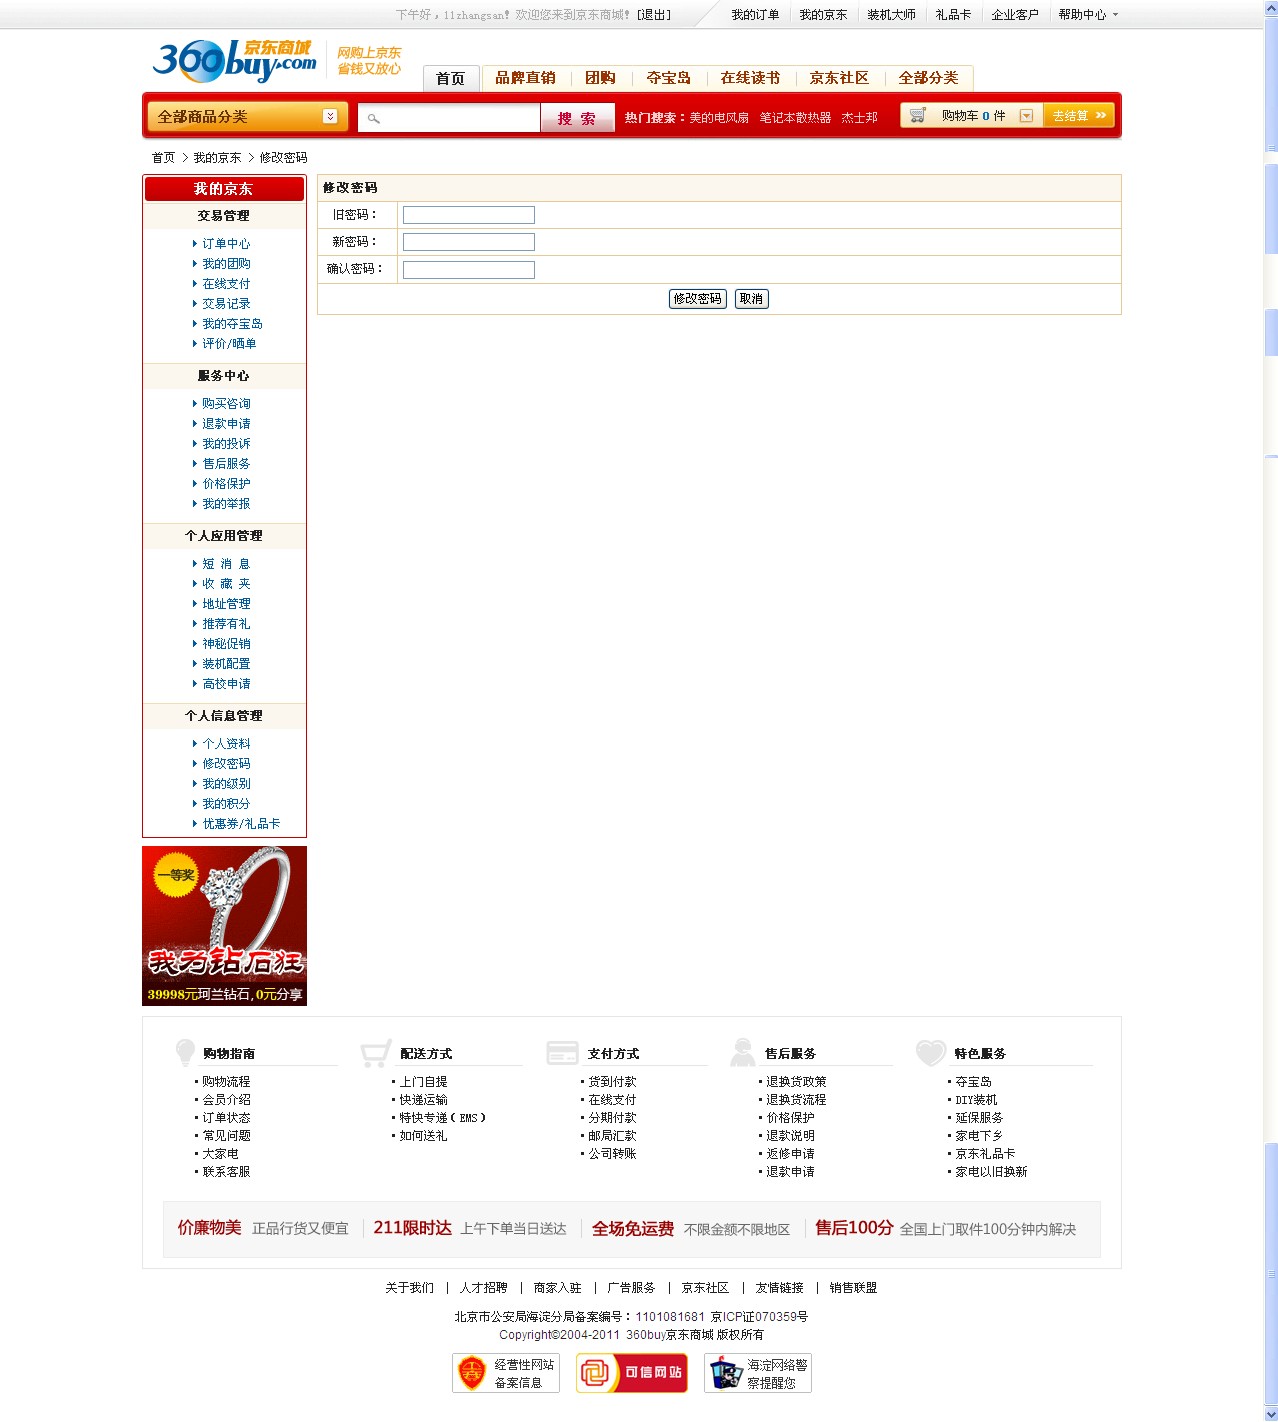 下午好，llzhangsan！欢迎您来到京东商城！[退出] 我的订单 我的京东 装机大师 礼品卡 企业客户 帮助中心
360buy.com 京东商城 网购上京东
省钱又放心
首页 品牌直销 团购 夺宝岛 在线读书 京东社区 全部分类
全部商品分类 搜 索 热门搜索：美的电风扇 笔记本散热器 杰士邦 购物车 0 件 去结算
首页 > 我的京东 > 修改密码
我的京东
交易管理
订单中心
我的团购
在线支付
交易记录
我的夺宝岛
评价/晒单
服务中心
购买咨询
退款申请
我的投诉
售后服务
价格保护
我的举报
个人应用管理
短 消 息
收 藏 夹
地址管理
推荐有礼
神秘促销
装机配置
高校申请
个人信息管理
个人资料
修改密码
我的级别
我的积分
优惠券/礼品卡
修改密码
旧密码：
新密码：
确认密码：
修改密码 取消
一等奖
我为钻石狂
39998元珂兰钻石，0元分享
购物指南
购物流程
会员介绍
订单状态
常见问题
大家电
联系客服
配送方式
上门自提
快递运输
特快专递（EMS）
如何送礼
支付方式
货到付款
在线支付
分期付款
邮局汇款
公司转账
售后服务
退换货政策
退换货流程
价格保护
退款说明
返修申请
退款申请
特色服务
夺宝岛
DIY装机
延保服务
家电下乡
京东礼品卡
家电以旧换新
价廉物美 正品行货又便宜 211限时达 上午下单当日送达 全场免运费 不限金额不限地区 售后100分 全国上门取件100分钟内解决
关于我们 | 人才招聘 | 商家入驻 | 广告服务 | 京东社区 | 友情链接 | 销售联盟
北京市公安局海淀分局备案编号：1101081681 京ICP证070359号
Copyright©2004-2011 360buy京东商城 版权所有
经营性网站
备案信息
可信网站
海淀网络警
察提醒您